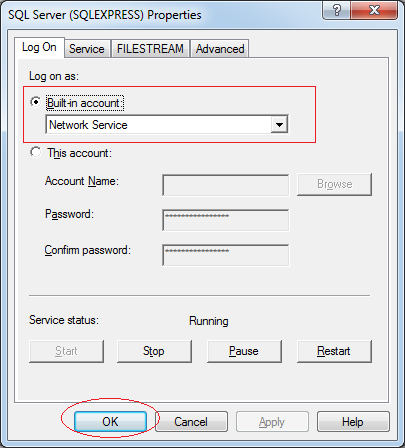 SQL Server (SQLEXPRESS) Properties
Log On Service FILESTREAM Advanced
Log on as:
Built-in account:
Network Service
This account:
Account Name: Browse
Password: ****************
Confirm password: ****************
Service status: Running
Start Stop Pause Restart
OK Cancel Apply Help